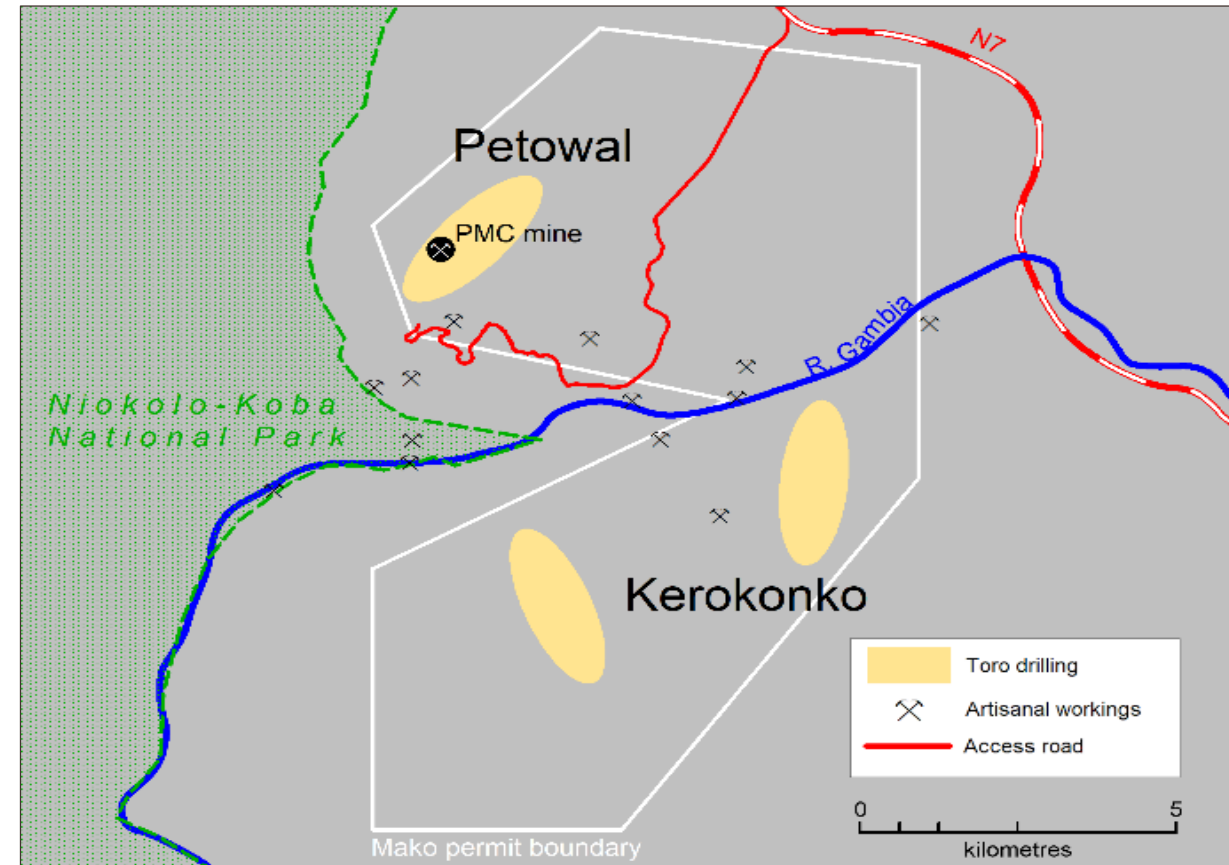 N7
Petowal
PMC mine
R. Gambia
Niokolo-Koba
National Park
Kerokonko
Toro drilling
Artisanal workings
Access road
0 5
kilometres
Mako permit boundary